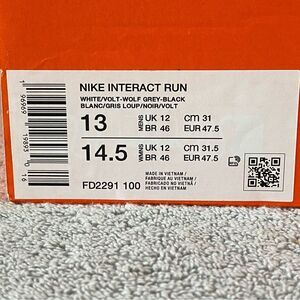 NIKE INTERACT RUN
WHITE/VOLT-WOLF GREY-BLACK
BLANC/GRIS LOUP/NOIR/VOLT
13 MENS UK 12 CM 31
BR 46 EUR 47.5
14.5 WMNS UK 12 CM 31.5
BR 46 EUR 47.5
FD2291 100
MADE IN VIETNAM /
FABRIQUE AU VIETNAM /
FABRICADO NO VIETNÃ /
HECHO EN VIETNAM